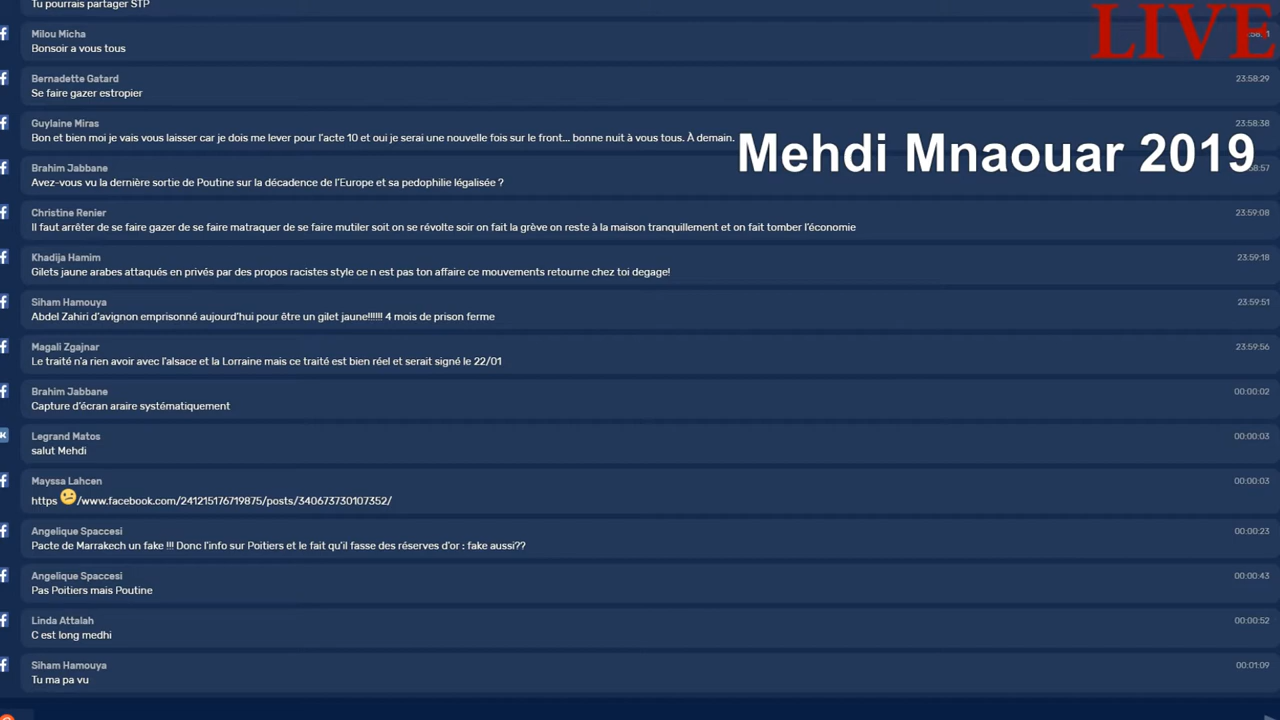 Tu pourrais partager STP
LIVE
Milou Micha
Bonsoir a vous tous
Bernadette Gatard
23:58:29
Se faire gazer estropier
Guylaine Miras
23:58:38
Bon et bien moi je vais vous laisser car je dois me lever pour l'acte 10 et oui je serai une nouvelle fois sur le front... bonne nuit à vous tous. À demain.
Mehdi Mnaouar 2019
Brahim Jabbane
Avez-vous vu la dernière sortie de Poutine sur la décadence de l'Europe et sa pedophilie légalisée ?
Christine Renier
23:59:08
Il faut arrêter de se faire gazer de se faire matraquer de se faire mutiler soit on se révolte soir on fait la grève on reste à la maison tranquillement et on fait tomber l'économie
Khadija Hamim
23:59:18
Gilets jaune arabes attaqués en privés par des propos racistes style ce n est pas ton affaire ce mouvements retourne chez toi degage!
Siham Hamouya
23:59:51
Abdel Zahiri d'avignon emprisonné aujourd'hui pour être un gilet jaune!!!!!! 4 mois de prison ferme
Magali Zgajnar
23:59:56
Le traité n'a rien avoir avec l'alsace et la Lorraine mais ce traité est bien réel et serait signé le 22/01
Brahim Jabbane
00:00:02
Capture d'écran araire systématiquement
Legrand Matos
00:00:03
salut Mehdi
Mayssa Lahcen
00:00:03
https 😕/www.facebook.com/241215176719875/posts/340673730107352/
Angelique Spaccesi
00:00:23
Pacte de Marrakech un fake !!! Donc l'info sur Poitiers et le fait qu'il fasse des réserves d'or : fake aussi??
Angelique Spaccesi
00:00:43
Pas Poitiers mais Poutine
Linda Attalah
00:00:52
C est long medhi
Siham Hamouya
00:01:09
Tu ma pa vu